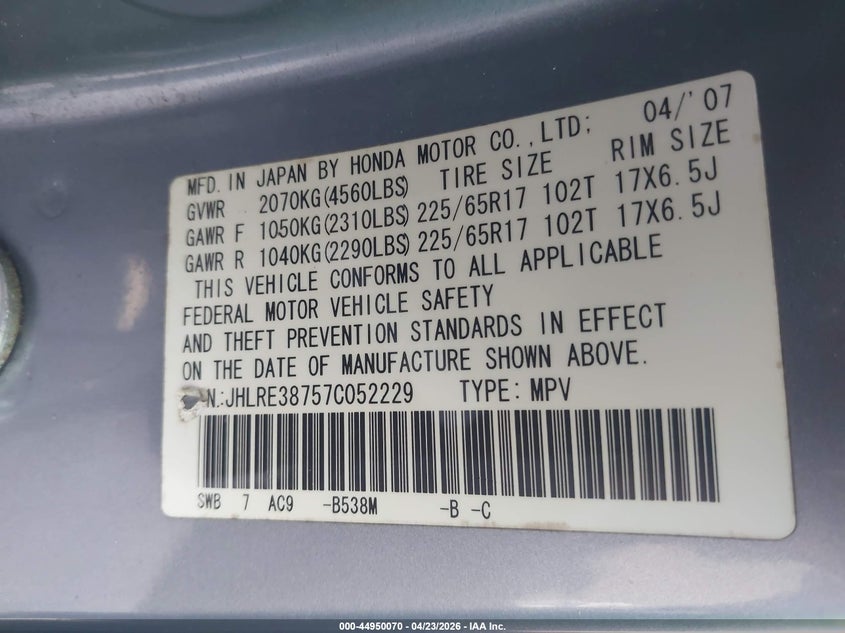 MFD. IN JAPAN BY HONDA MOTOR CO.,LTD; 04/'07
GVWR 2070KG(4560LBS) TIRE SIZE RIM SIZE
GAWR F 1050KG(2310LBS) 225/65R17 102T 17X6.5J
GAWR R 1040KG(2290LBS) 225/65R17 102T 17X6.5J
THIS VEHICLE CONFORMS TO ALL APPLICABLE
FEDERAL MOTOR VEHICLE SAFETY
AND THEFT PREVENTION STANDARDS IN EFFECT
ON THE DATE OF MANUFACTURE SHOWN ABOVE.
N.:JHLRE38757C052229 TYPE: MPV
SWB 7 AC9 -B538M -B -C
000-44950070 - 04/23/2026 - IAA Inc.